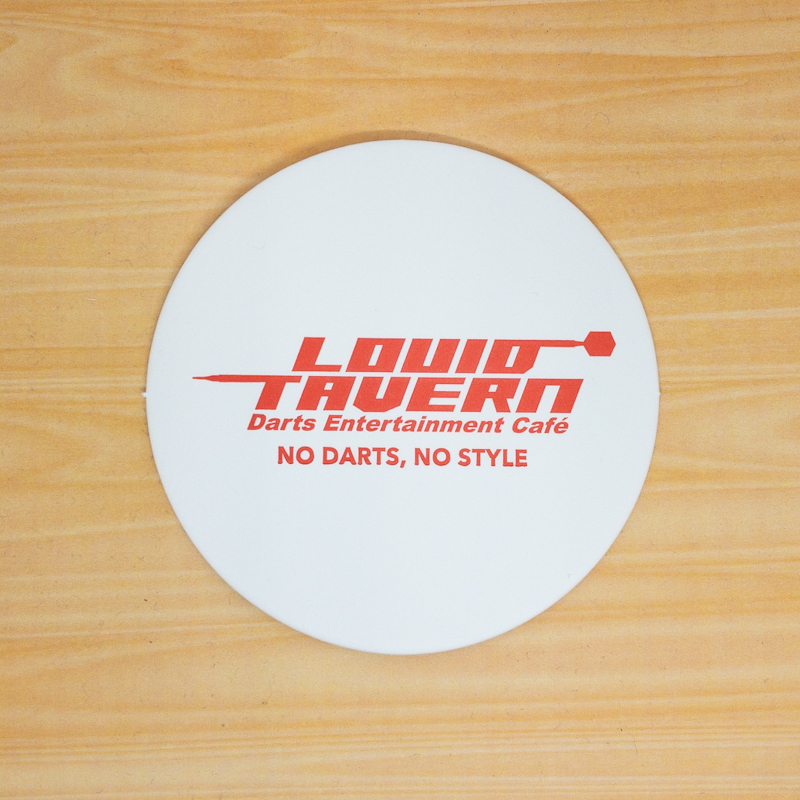 LOUID
TAVERN
Darts Entertainment Café
NO DARTS, NO STYLE